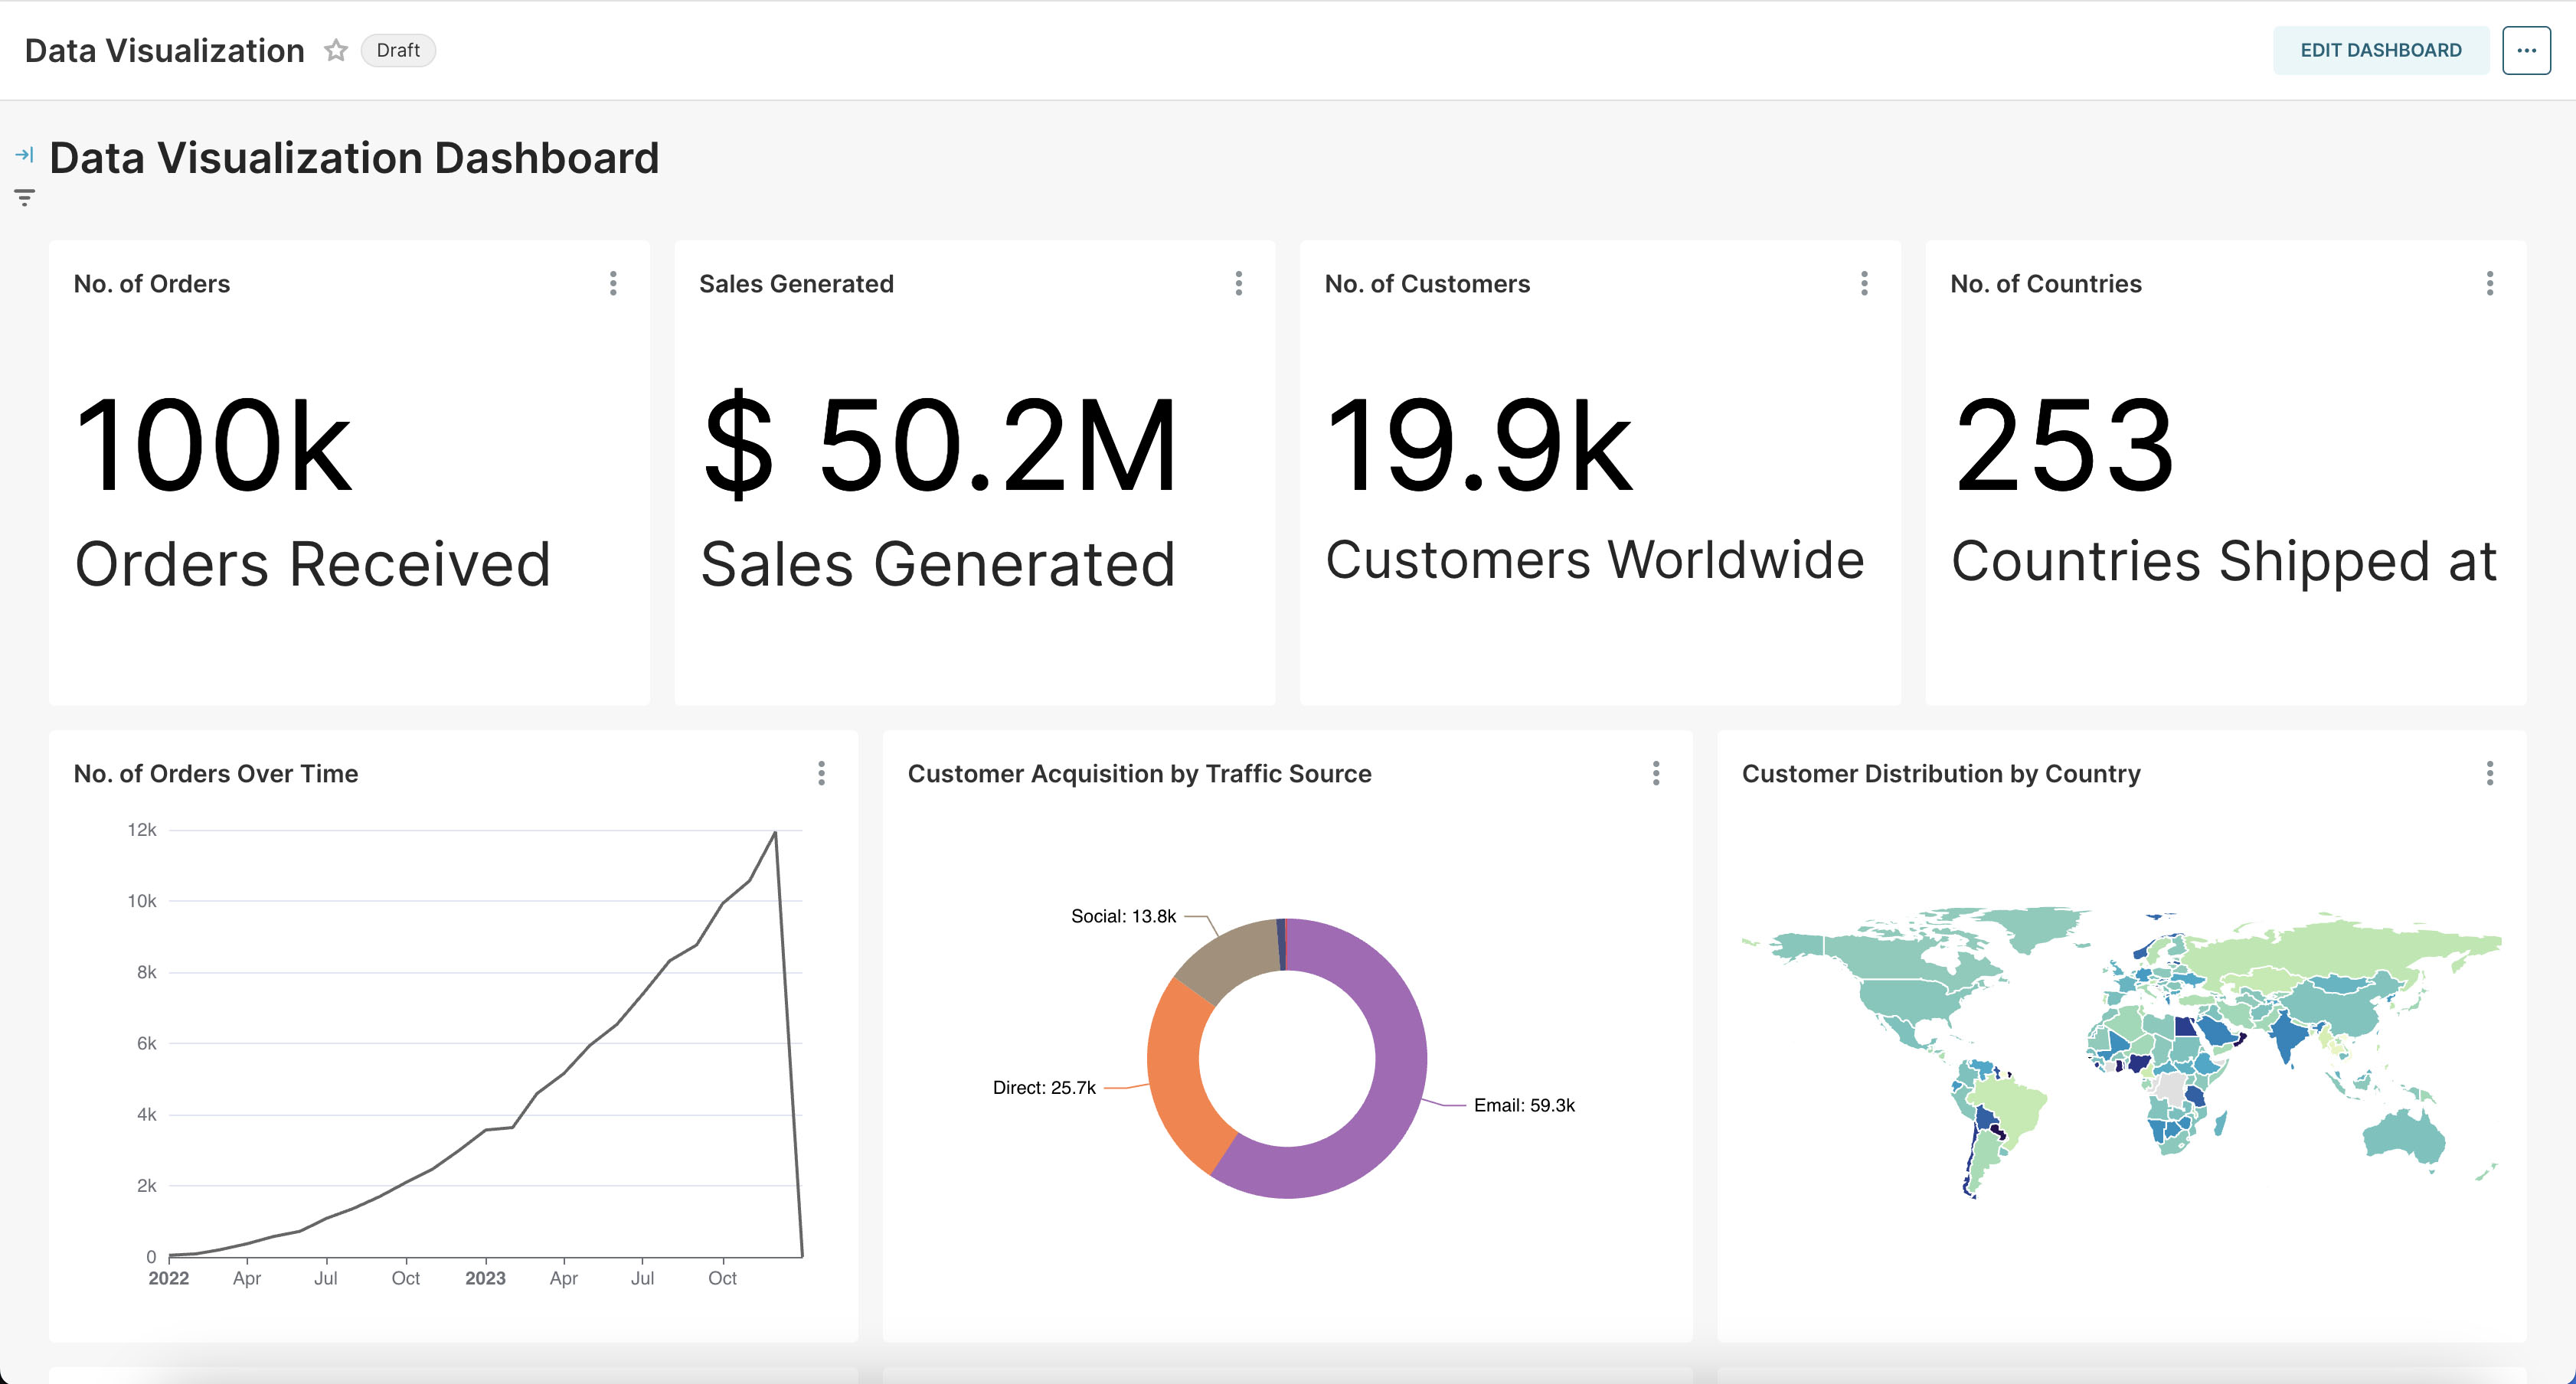 Data Visualization
Draft
EDIT DASHBOARD
Data Visualization Dashboard
No. of Orders
100k
Orders Received
Sales Generated
$ 50.2M
Sales Generated
No. of Customers
19.9k
Customers Worldwide
No. of Countries
253
Countries Shipped at
No. of Orders Over Time
12k
10k
8k
6k
4k
2k
0
2022 Apr Jul Oct 2023 Apr Jul Oct
Customer Acquisition by Traffic Source
Social: 13.8k
Direct: 25.7k
Email: 59.3k
Customer Distribution by Country